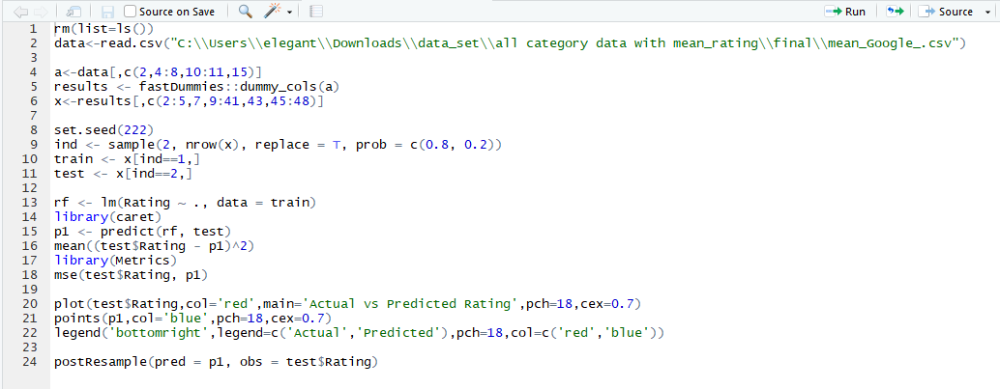 Source on Save Run Source
1 rm(list=ls())
2 data<-read.csv("C:\\Users\\elegant\\Downloads\\data_set\\all category data with mean_rating\\final\\mean_Google_.csv")
3
4 a<-data[,c(2,4:8,10:11,15)]
5 results <- fastDummies::dummy_cols(a)
6 x<-results[,c(2:5,7,9:41,43,45:48)]
7
8 set.seed(222)
9 ind <- sample(2, nrow(x), replace = T, prob = c(0.8, 0.2))
10 train <- x[ind==1,]
11 test <- x[ind==2,]
12
13 rf <- lm(Rating ~ ., data = train)
14 library(caret)
15 p1 <- predict(rf, test)
16 mean((test$Rating - p1)^2)
17 library(Metrics)
18 mse(test$Rating, p1)
19
20 plot(test$Rating,col='red',main='Actual vs Predicted Rating',pch=18,cex=0.7)
21 points(p1,col='blue',pch=18,cex=0.7)
22 legend('bottomright',legend=c('Actual','Predicted'),pch=18,col=c('red','blue'))
23
24 postResample(pred = p1, obs = test$Rating)